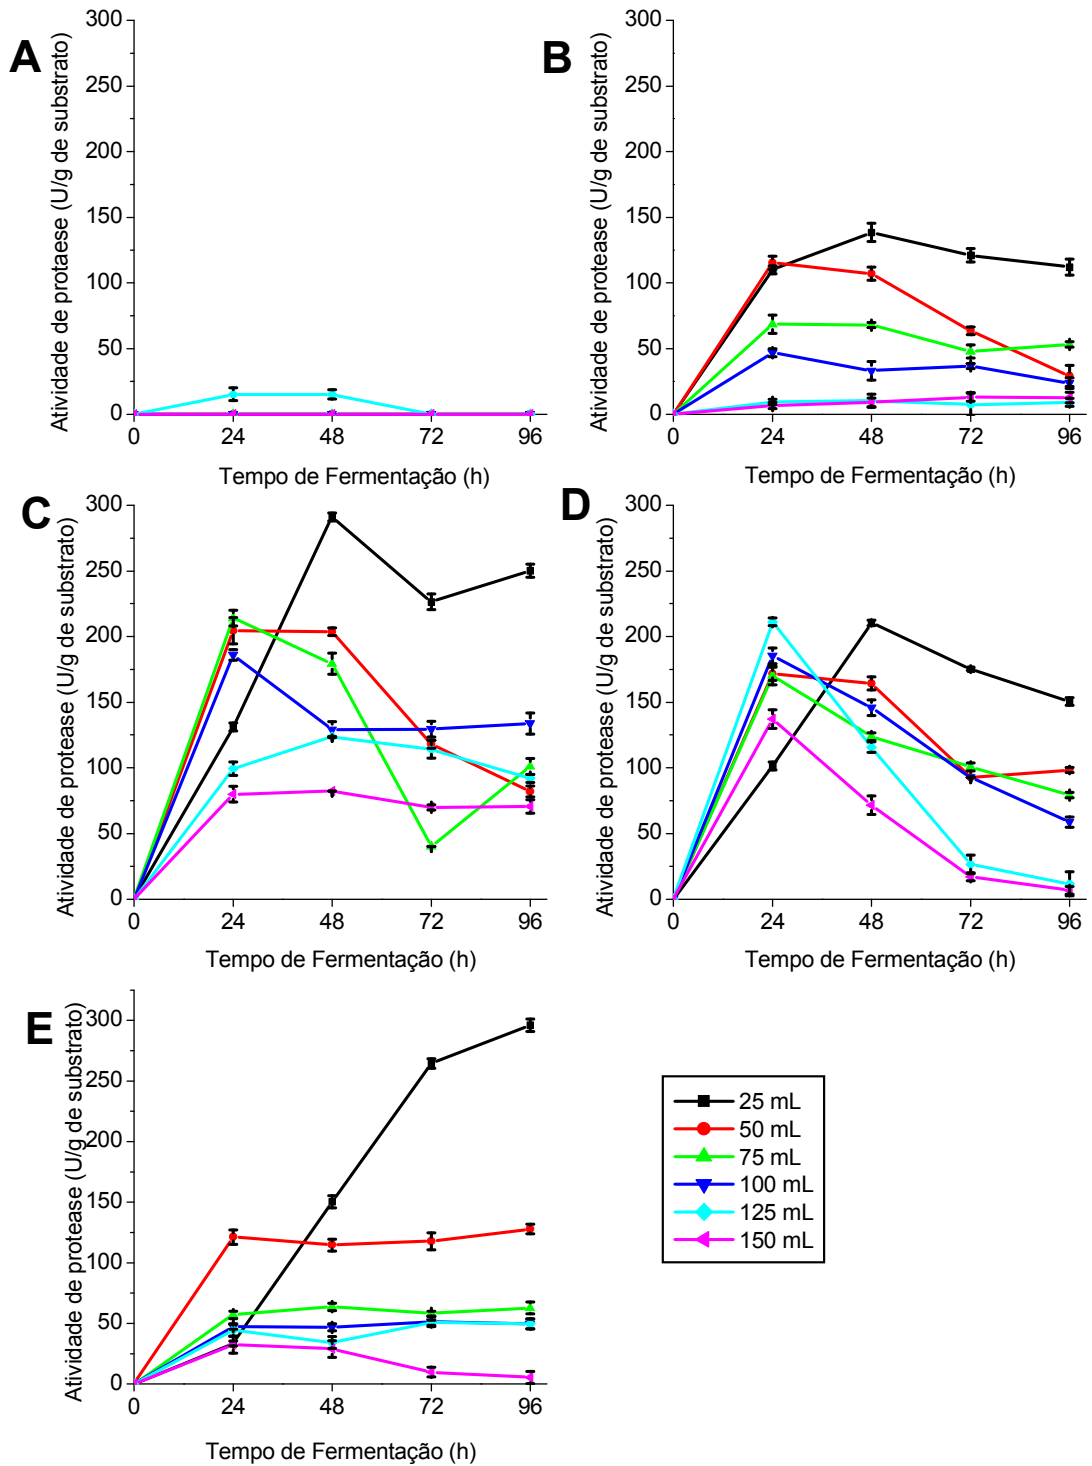 A
Atividade de protaese (U/g de substrato)
300
250
200
150
100
50
0
0 24 48 72 96
Tempo de Fermentação (h)
B
Atividade de protease (U/g de substrato)
300
250
200
150
100
50
0
0 24 48 72 96
Tempo de Fermentação (h)
C
Atividade de protease (U/g de substrato)
300
250
200
150
100
50
0
0 24 48 72 96
Tempo de Fermentação (h)
D
Atividade de protease (U/g de substrato)
300
250
200
150
100
50
0
0 24 48 72 96
Tempo de Fermentação (h)
E
Atividade de protease (U/g de substrato)
300
250
200
150
100
50
0
0 24 48 72 96
Tempo de Fermentação (h)
25 mL
50 mL
75 mL
100 mL
125 mL
150 mL